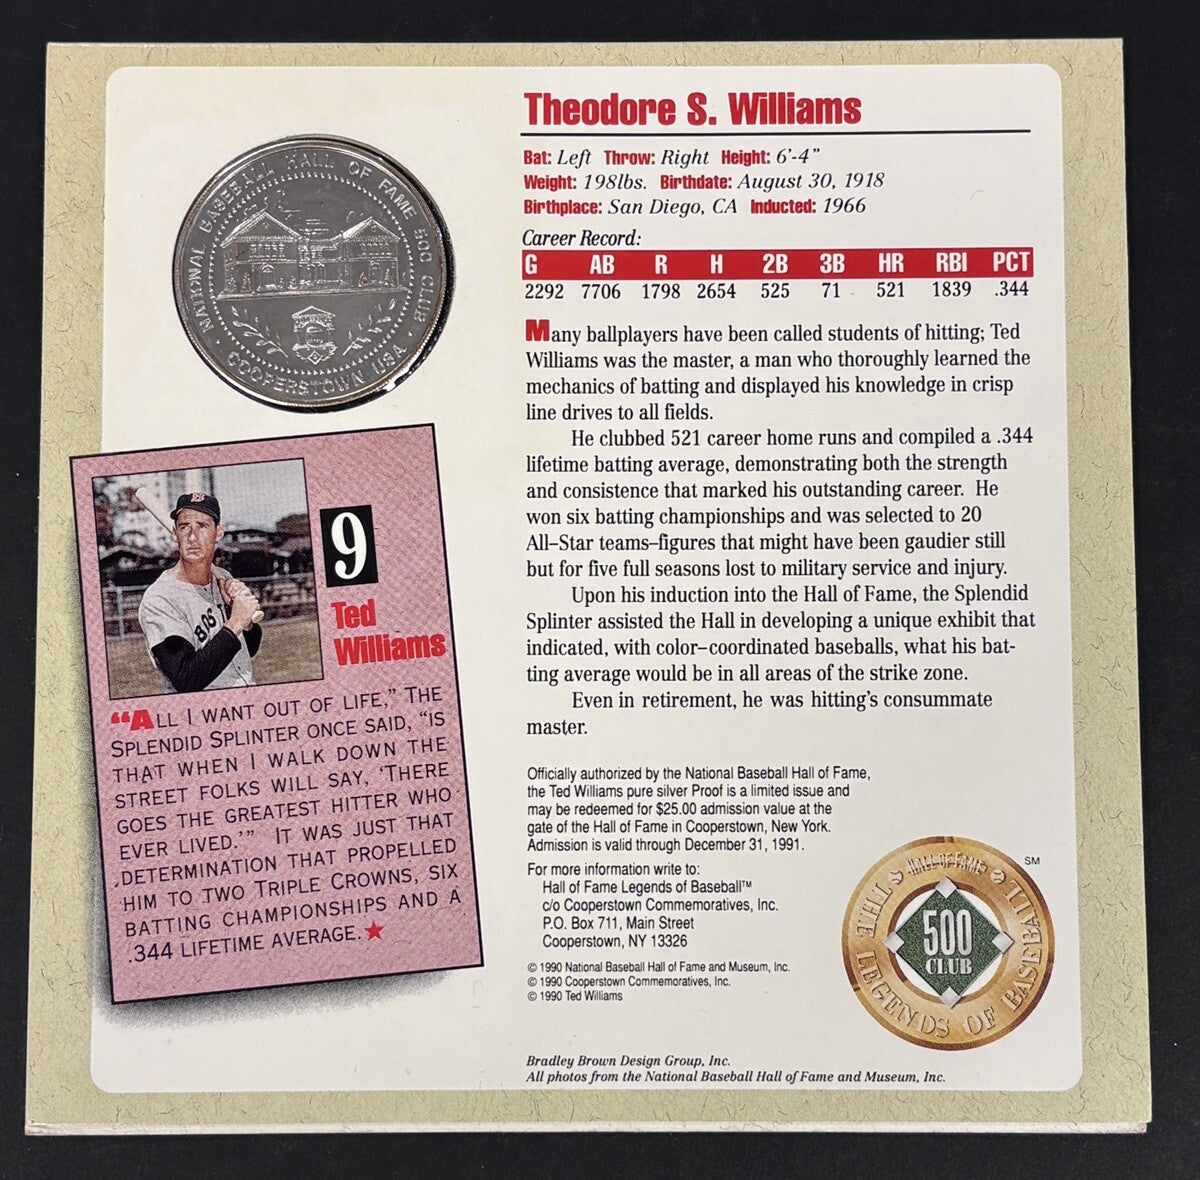 NATIONAL BASEBALL HALL OF FAME 500 CLUB
COOPERSTOWN USA
Theodore S. Williams
Bat: Left Throw: Right Height: 6'-4"
Weight: 198lbs. Birthdate: August 30, 1918
Birthplace: San Diego, CA Inducted: 1966
Career Record:
G AB R H 2B 3B HR RBI PCT
2292 7706 1798 2654 525 71 521 1839 .344
Many ballplayers have been called students of hitting; Ted
Williams was the master, a man who thoroughly learned the
mechanics of batting and displayed his knowledge in crisp
line drives to all fields.
He clubbed 521 career home runs and compiled a .344
lifetime batting average, demonstrating both the strength
and consistence that marked his outstanding career. He
won six batting championships and was selected to 20
All–Star teams–figures that might have been gaudier still
but for five full seasons lost to military service and injury.
Upon his induction into the Hall of Fame, the Splendid
Splinter assisted the Hall in developing a unique exhibit that
indicated, with color–coordinated baseballs, what his bat-
ting average would be in all areas of the strike zone.
Even in retirement, he was hitting's consummate
master.
Officially authorized by the National Baseball Hall of Fame,
the Ted Williams pure silver Proof is a limited issue and
may be redeemed for $25.00 admission value at the
gate of the Hall of Fame in Cooperstown, New York.
Admission is valid through December 31, 1991.
For more information write to:
Hall of Fame Legends of Baseball™
c/o Cooperstown Commemoratives, Inc.
P.O. Box 711, Main Street
Cooperstown, NY 13326
© 1990 National Baseball Hall of Fame and Museum, Inc.
© 1990 Cooperstown Commemoratives, Inc.
© 1990 Ted Williams
Bradley Brown Design Group, Inc.
All photos from the National Baseball Hall of Fame and Museum, Inc.
B
BOST
9
Ted
Williams
"ALL I WANT OUT OF LIFE," THE
SPLENDID SPLINTER ONCE SAID, "IS
THAT WHEN I WALK DOWN THE
STREET FOLKS WILL SAY, 'THERE
GOES THE GREATEST HITTER WHO
EVER LIVED.'" IT WAS JUST THAT
DETERMINATION THAT PROPELLED
HIM TO TWO TRIPLE CROWNS, SIX
BATTING CHAMPIONSHIPS AND A
.344 LIFETIME AVERAGE.
HALL OF FAME
500
CLUB
THE LEGENDS OF BASEBALL
SM